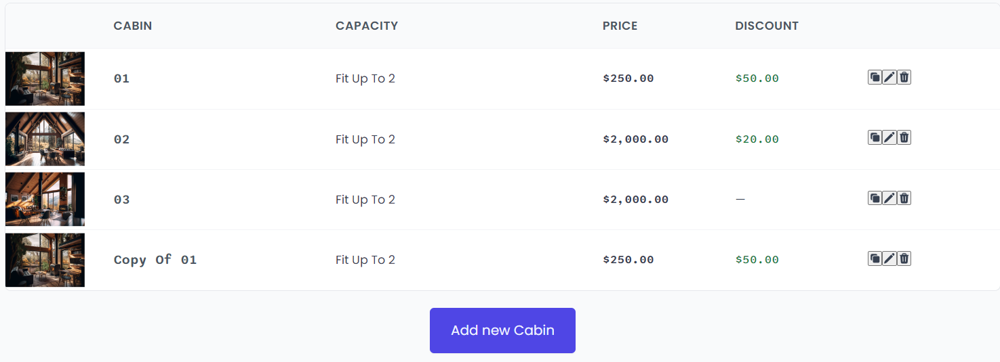 CABIN CAPACITY PRICE DISCOUNT
01 Fit Up To 2 $250.00 $50.00
02 Fit Up To 2 $2,000.00 $20.00
03 Fit Up To 2 $2,000.00 —
Copy Of 01 Fit Up To 2 $250.00 $50.00
Add new Cabin